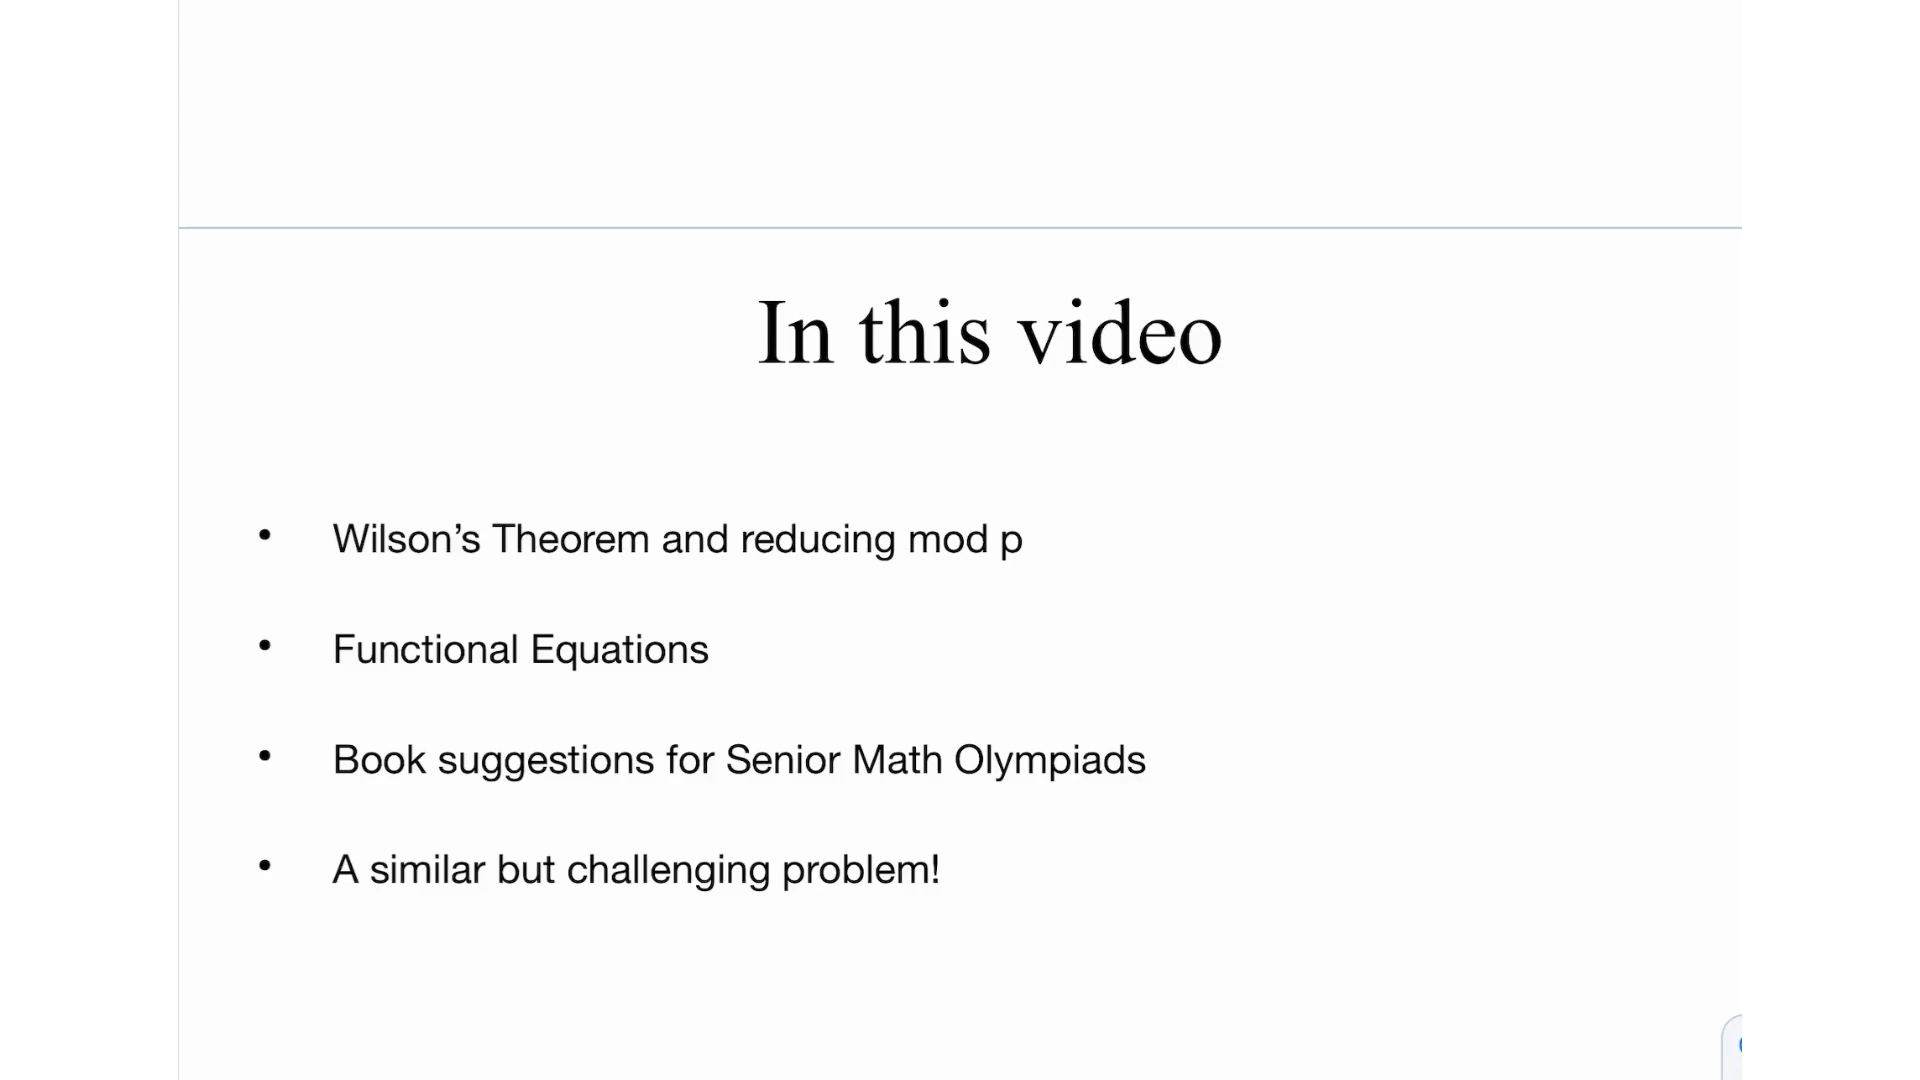 In this video
• Wilson’s Theorem and reducing mod p
• Functional Equations
• Book suggestions for Senior Math Olympiads
• A similar but challenging problem!